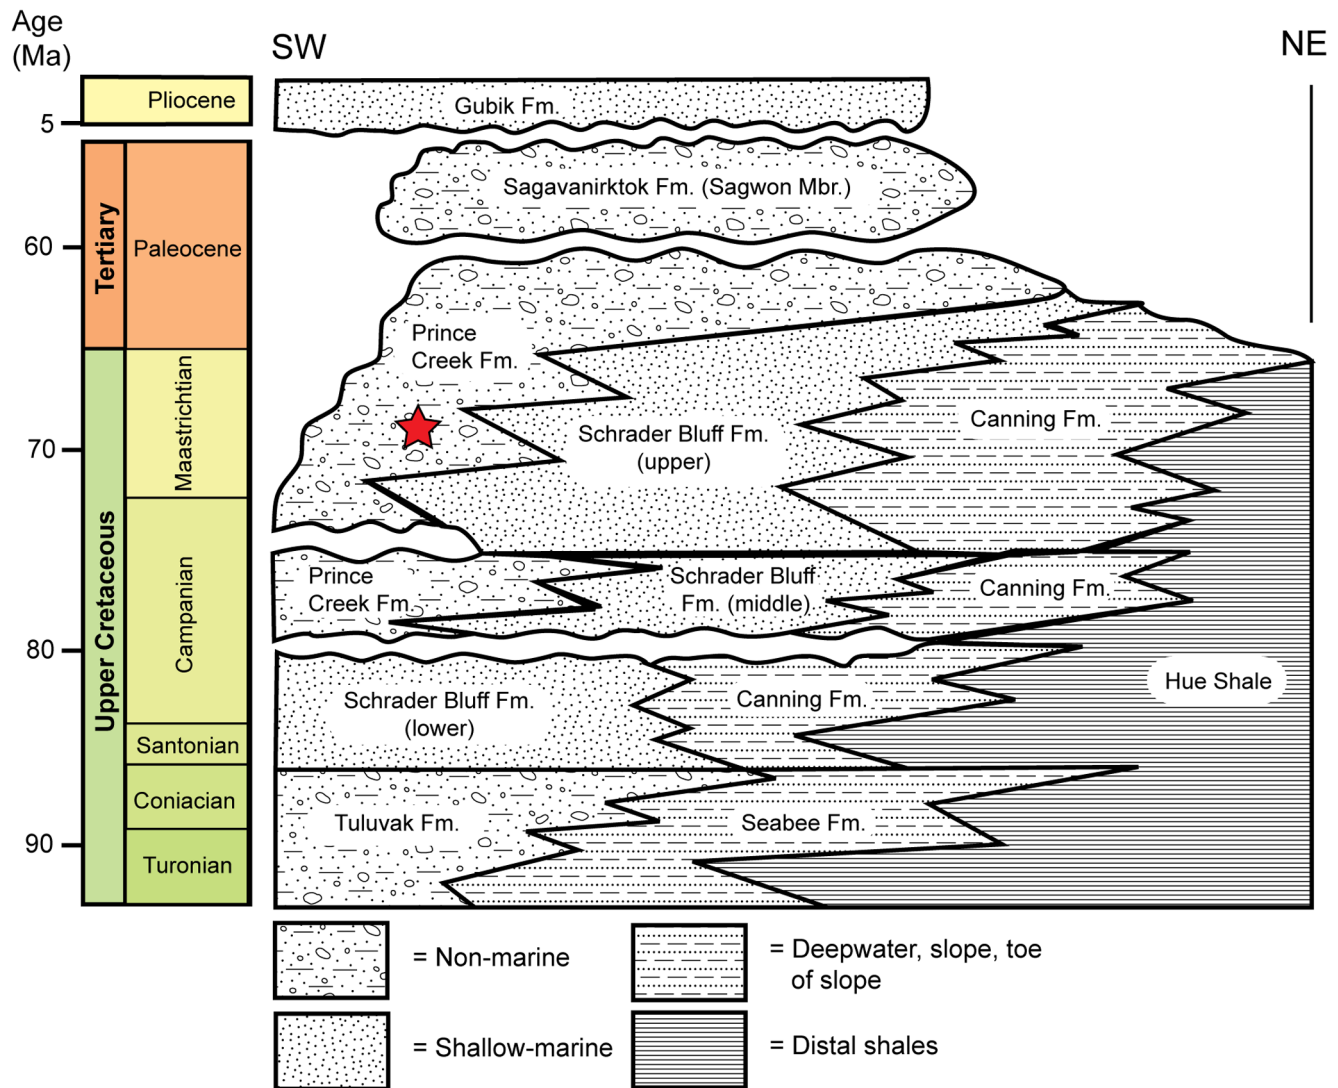 Age
(Ma)
SW
NE
Pliocene
Gubik Fm.
5
Sagavanirktok Fm. (Sagwon Mbr.)
Tertiary
Paleocene
60
Prince
Creek Fm.
Maastrichtian
Canning Fm.
Schrader Bluff Fm.
(upper)
70
Upper Cretaceous
Campanian
Prince
Creek Fm.
Schrader Bluff
Fm. (middle)
Canning Fm.
80
Hue Shale
Schrader Bluff Fm.
(lower)
Canning Fm.
Santonian
Coniacian
Tuluvak Fm.
Seabee Fm.
90
Turonian
= Non-marine
= Deepwater, slope, toe
of slope
= Shallow-marine
= Distal shales